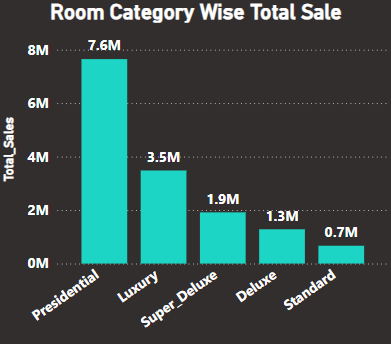 Room Category Wise Total Sale
Total_Sales
8M
6M
4M
2M
0M
7.6M
3.5M
1.9M
1.3M
0.7M
Presidential
Luxury
Super_Deluxe
Deluxe
Standard